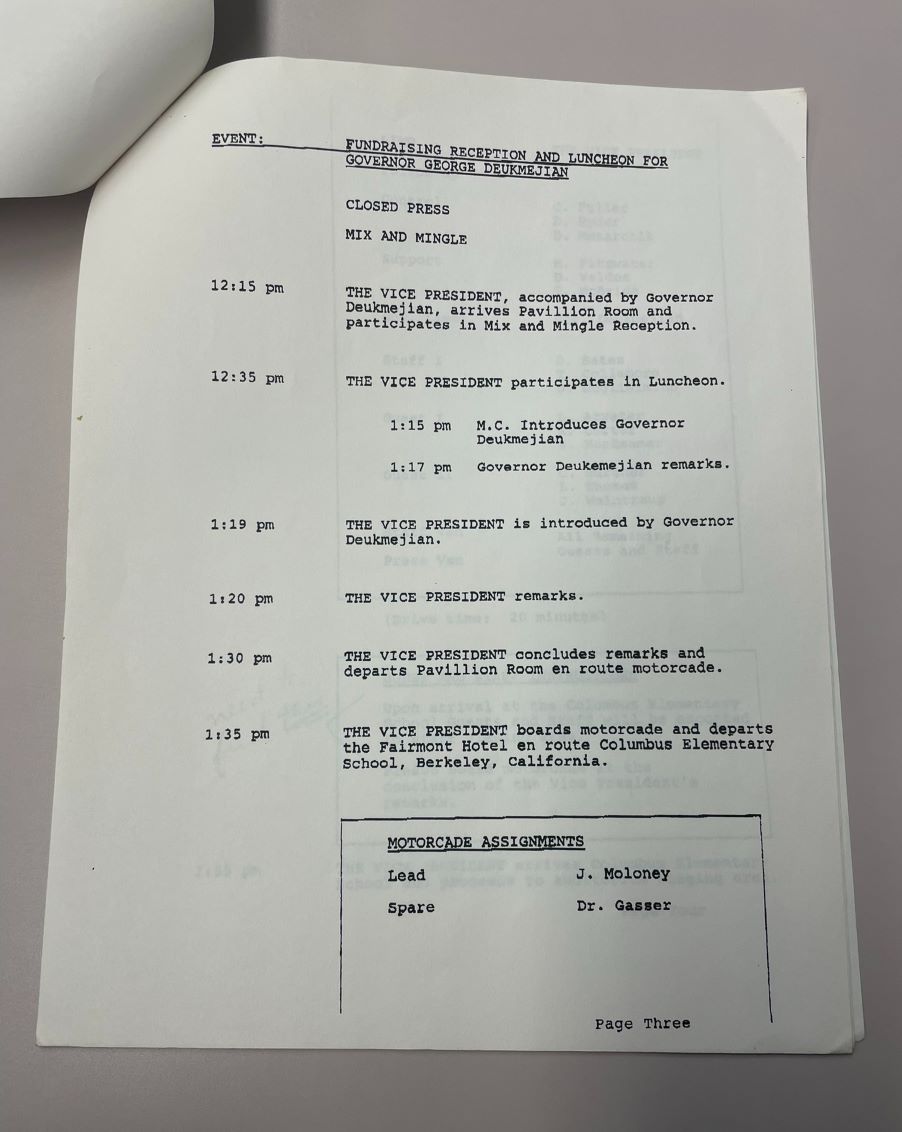 EVENT: FUNDRAISING RECEPTION AND LUNCHEON FOR
GOVERNOR GEORGE DEUKMEJIAN
CLOSED PRESS
MIX AND MINGLE
12:15 pm THE VICE PRESIDENT, accompanied by Governor
Deukmejian, arrives Pavillion Room and
participates in Mix and Mingle Reception.
12:35 pm THE VICE PRESIDENT participates in Luncheon.
1:15 pm M.C. Introduces Governor
Deukmejian
1:17 pm Governor Deukemejian remarks.
1:19 pm THE VICE PRESIDENT is introduced by Governor
Deukmejian.
1:20 pm THE VICE PRESIDENT remarks.
1:30 pm THE VICE PRESIDENT concludes remarks and
departs Pavillion Room en route motorcade.
1:35 pm THE VICE PRESIDENT boards motorcade and departs
the Fairmont Hotel en route Columbus Elementary
School, Berkeley, California.
MOTORCADE ASSIGNMENTS
Lead J. Moloney
Spare Dr. Gasser
Page Three